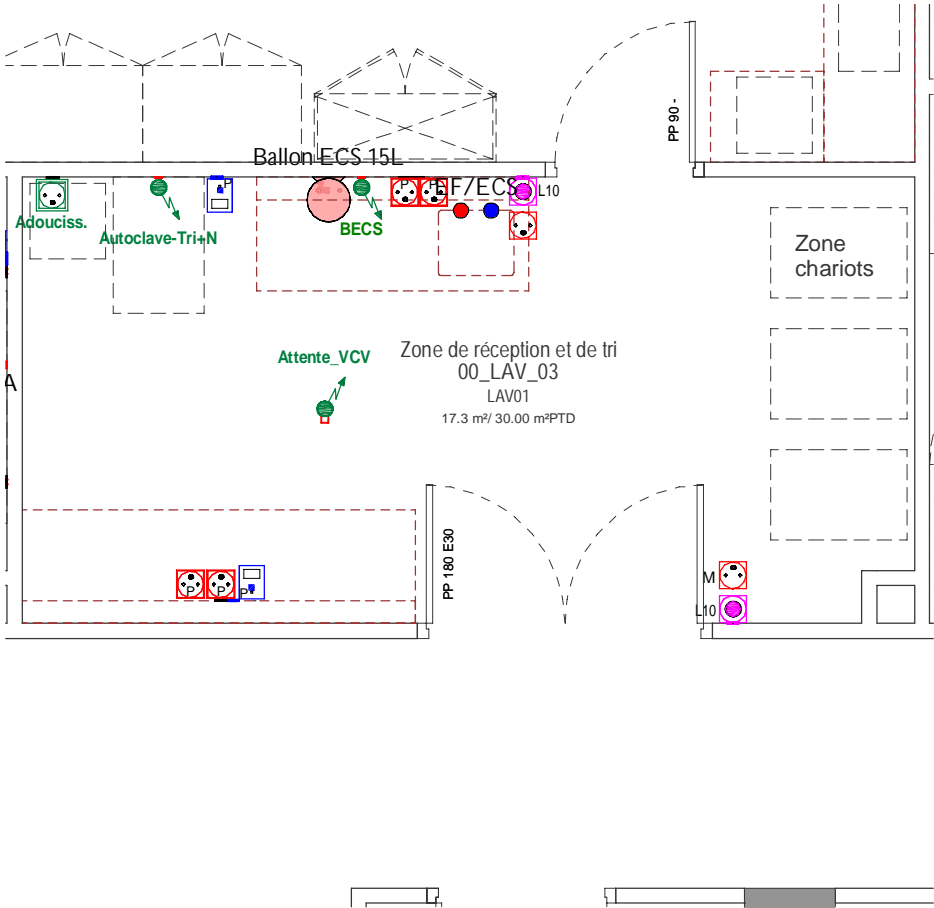 PP 90 -
Ballon ECS 15L
P
P
P
EF/ECS
L10
Adouciss.
Autoclave-Tri+N
BECS
Zone
chariots
Attente_VCV
Zone de réception et de tri
00_LAV_03
LAV01
17.3 m²/ 30.00 m²PTD
A
PP 180 E30
P
P
P
M
L10